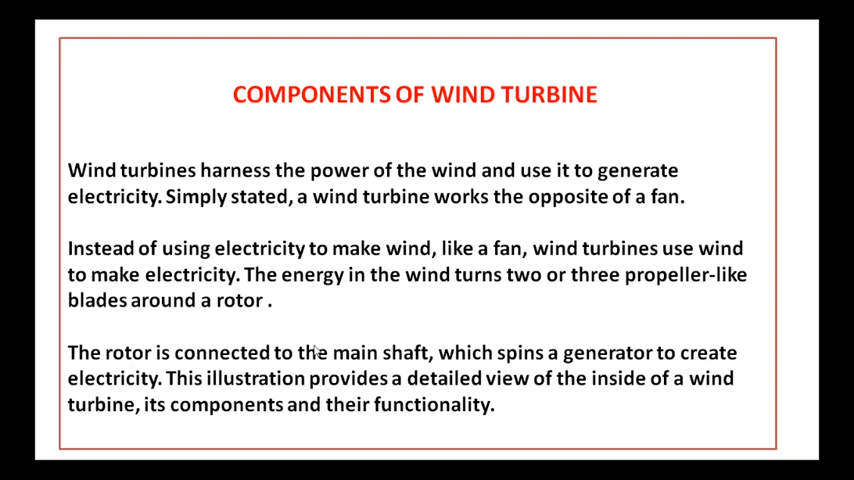 COMPONENTS OF WIND TURBINE
Wind turbines harness the power of the wind and use it to generate
electricity. Simply stated, a wind turbine works the opposite of a fan.
Instead of using electricity to make wind, like a fan, wind turbines use wind
to make electricity. The energy in the wind turns two or three propeller-like
blades around a rotor .
The rotor is connected to the main shaft, which spins a generator to create
electricity. This illustration provides a detailed view of the inside of a wind
turbine, its components and their functionality.